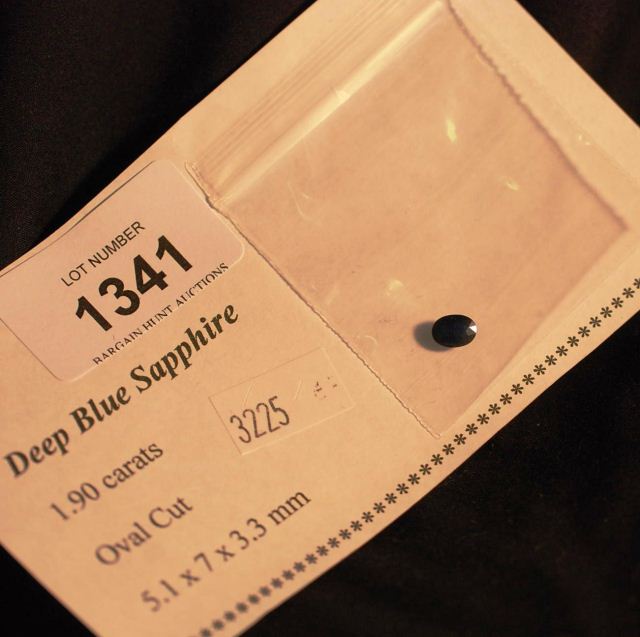 LOT NUMBER
1341
BARGAIN HUNT AUCTIONS
Deep Blue Sapphire
3225
1.90 carats
Oval Cut
5.1 x 7 x 3.3 mm